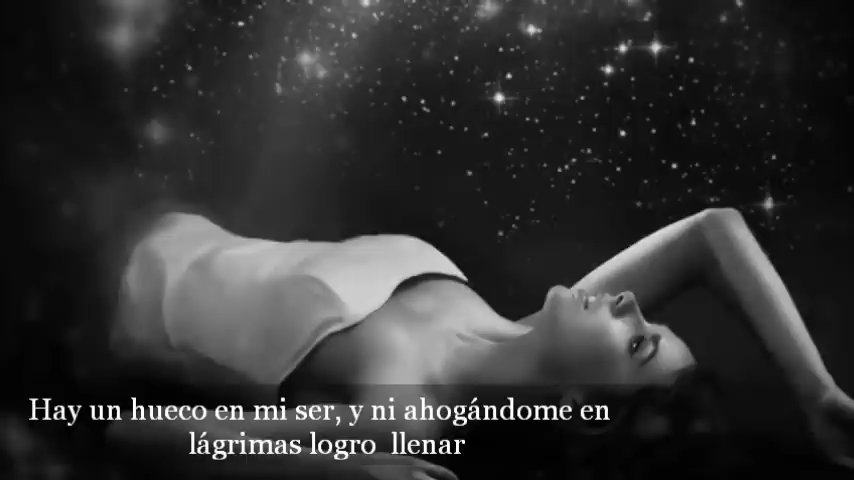 Hay un hueco en mi ser, y ni ahogándome en
lágrimas logro  llenar